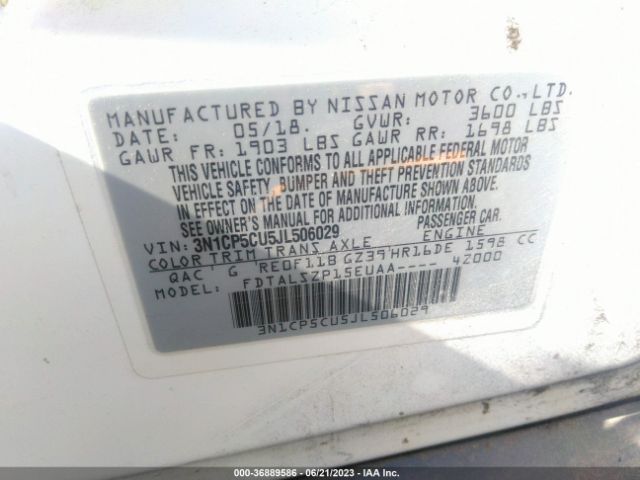 MANUFACTURED BY NISSAN MOTOR CO.,LTD.
DATE: 05/18. GVWR: 3600 LBS
GAWR FR: 1903 LBS GAWR RR: 1698 LBS
THIS VEHICLE CONFORMS TO ALL APPLICABLE FEDERAL MOTOR
VEHICLE SAFETY, BUMPER AND THEFT PREVENTION STANDARDS
IN EFFECT ON THE DATE OF MANUFACTURE SHOWN ABOVE.
SEE OWNER'S MANUAL FOR ADDITIONAL INFO.
VIN: 3N1CP5CU5JL506029 PASSENGER CAR.
COLOR TRIM TRANS AXLE ENGINE
QAC G RE0F11B GZ39 HR16DE 1598 CC
MODEL: FDTALSZP15EUAA---- 42000
3N1CP5CU5JL506029
000-36889586 - 06/21/2023 - IAA Inc.